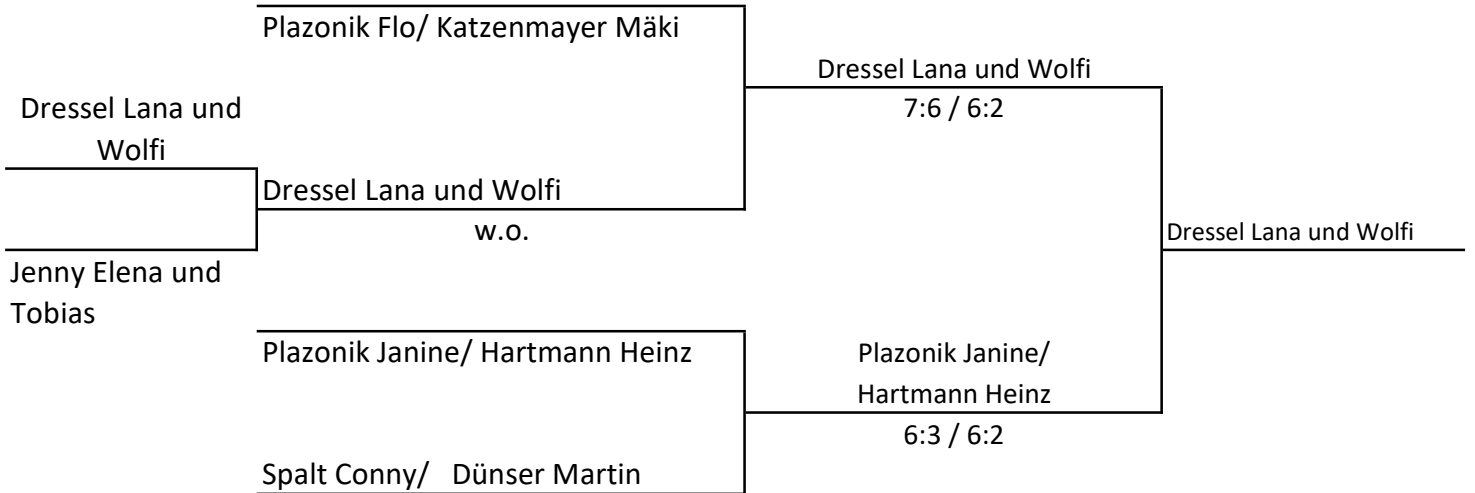 Plazonik Flo/ Katzenmayer Mäki
Dressel Lana und Wolfi
7:6 / 6:2
Dressel Lana und
Wolfi
Dressel Lana und Wolfi
w.o.
Dressel Lana und Wolfi
Jenny Elena und
Tobias
Plazonik Janine/ Hartmann Heinz
Plazonik Janine/
Hartmann Heinz
6:3 / 6:2
Spalt Conny/ Dünser Martin